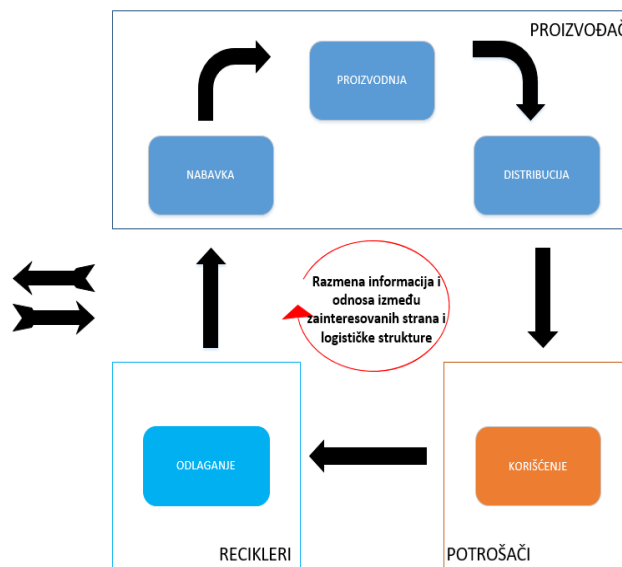 PROIZVOĐAČ
PROIZVODNJA
NABAVKA
DISTRIBUCIJA
Razmena informacija i
odnosa između
zainteresovanih strana i
logističke strukture
ODLAGANJE
KORIŠĆENJE
RECIKLERI
POTROŠAČI